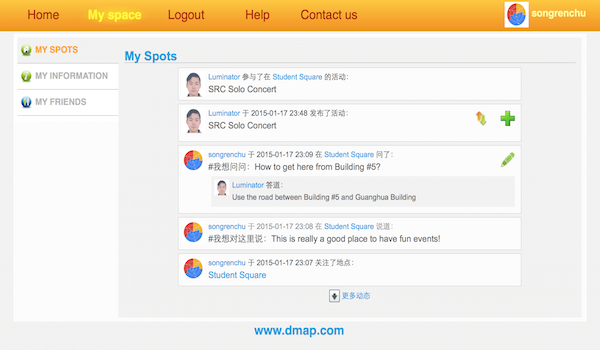 Home My space Logout Help Contact us songrenchu
MY SPOTS
MY INFORMATION
MY FRIENDS
My Spots
Luminator 参与了在 Student Square 的活动：
SRC Solo Concert
Luminator 于 2015-01-17 23:48 发布了活动：
SRC Solo Concert
songrenchu 于 2015-01-17 23:09 在 Student Square 问了：
#我想问问： How to get here from Building #5?
Luminator 答道：
Use the road between Building #5 and Guanghua Building
songrenchu 于 2015-01-17 23:08 在 Student Square 说道：
#我想对这里说： This is really a good place to have fun events!
songrenchu 于 2015-01-17 23:07 关注了地点：
Student Square
更多动态
www.dmap.com